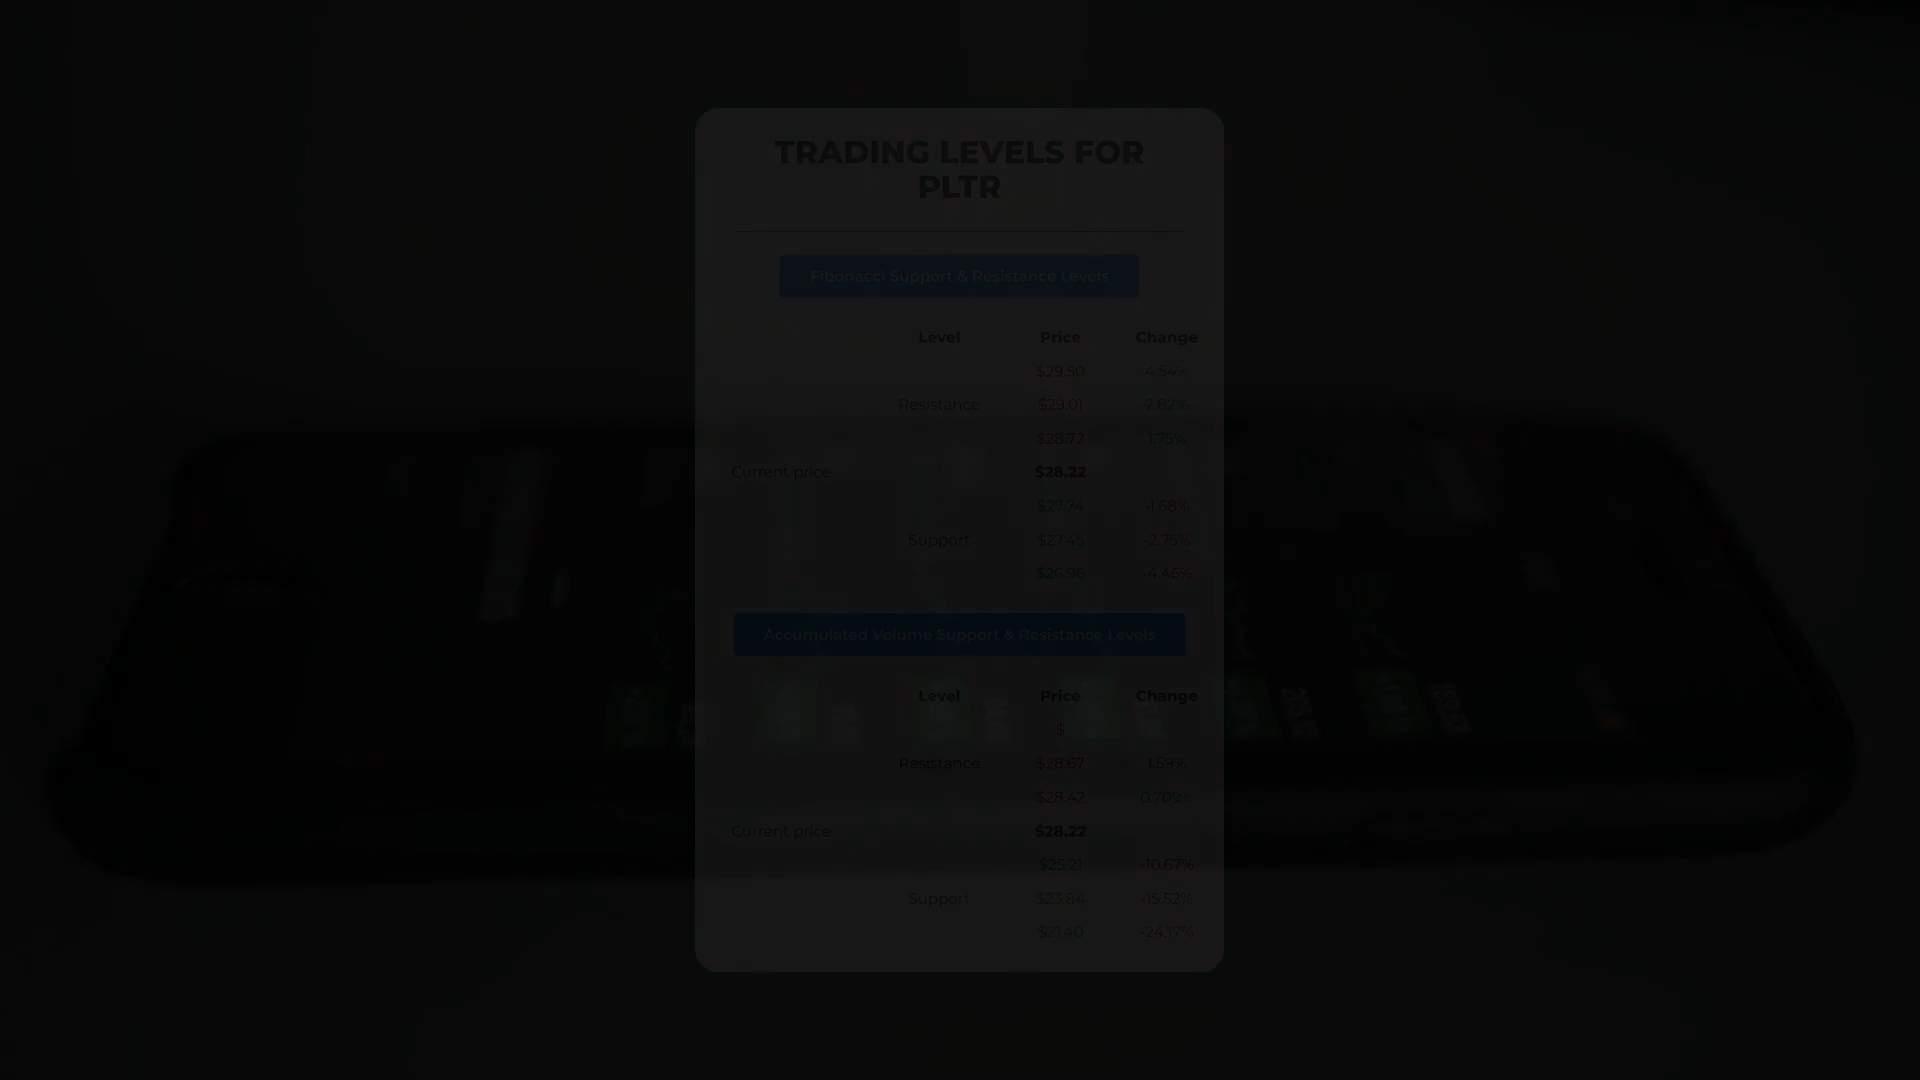 TRADING LEVELS FOR
PLTR
Fibonacci Support & Resistance Levels
Level Price Change
$29.50 4.54%
Resistance $29.01 2.82%
$28.72 1.75%
Current price $28.22
$27.74 -1.68%
Support $27.46 -2.75%
$26.96 -4.46%
Accumulated Volume Support & Resistance Levels
Level Price Change
$
Resistance $28.67 1.59%
$28.42 0.709%
Current price $28.22
$25.21 -10.67%
Support $23.84 -15.52%
$21.40 -24.17%